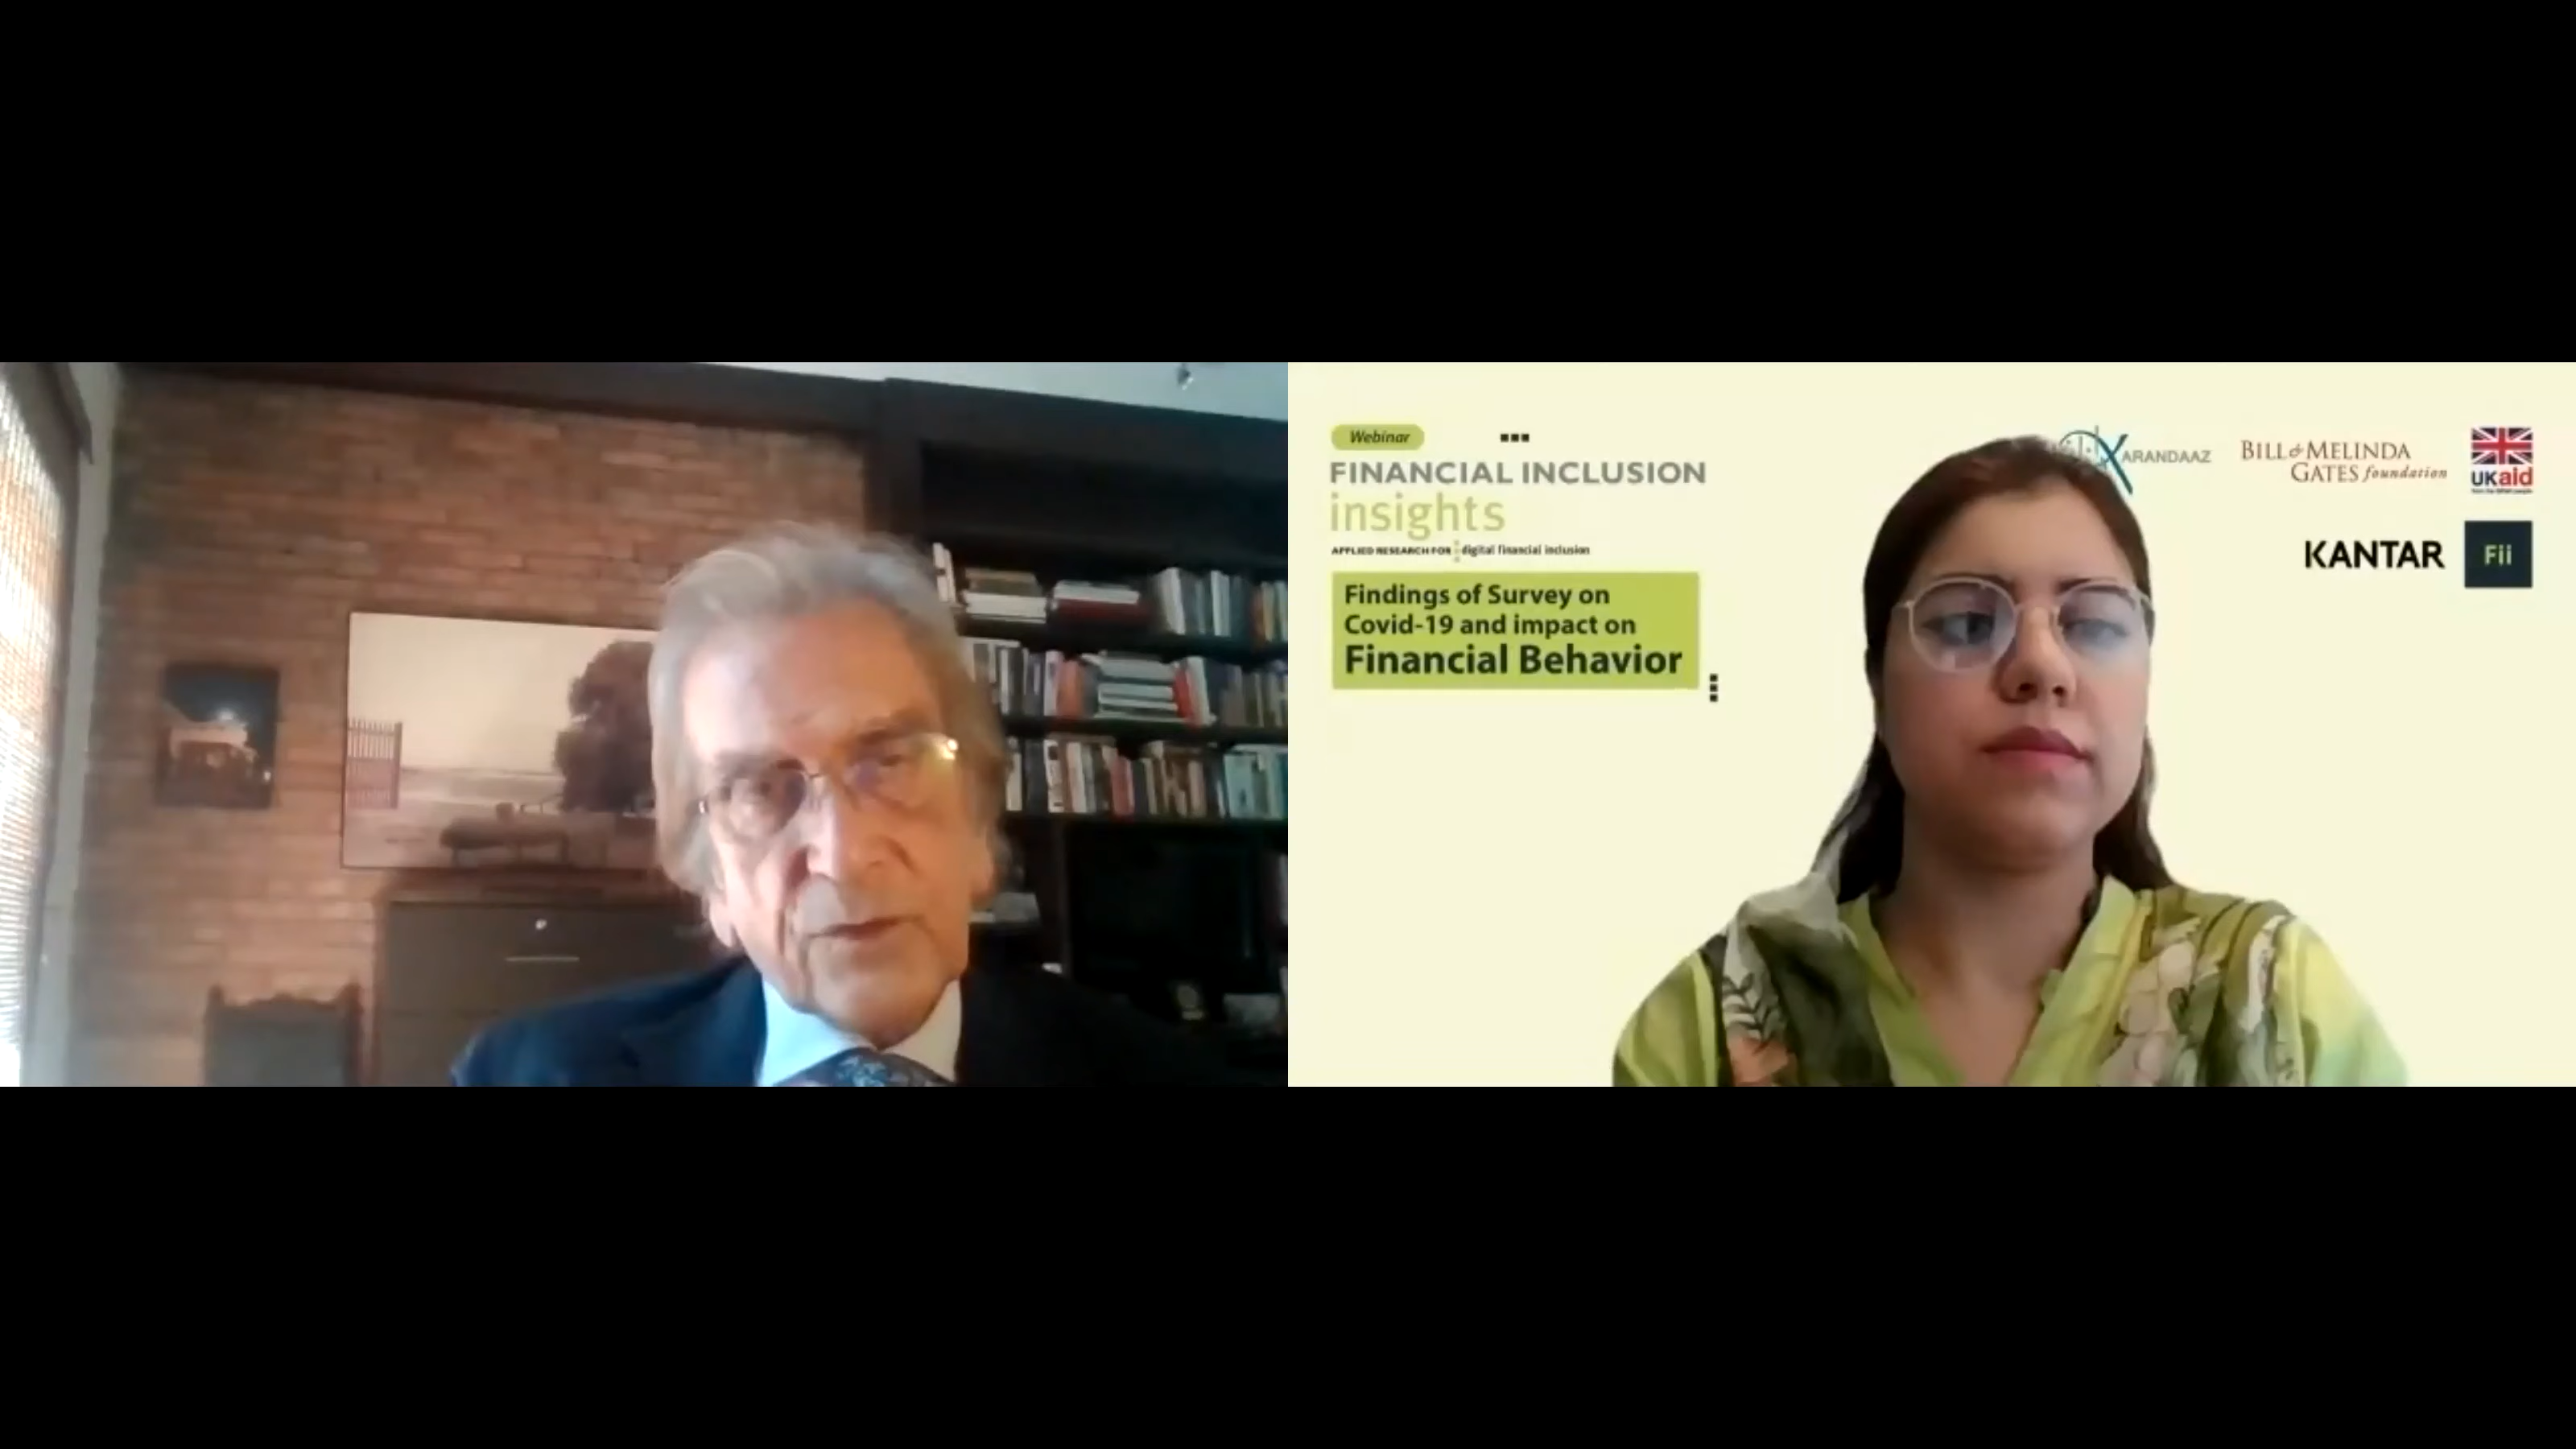 Webinar
FINANCIAL INCLUSION
insights
APPLIED RESEARCH FOR digital financial inclusion
Findings of Survey on
Covid-19 and impact on
Financial Behavior
ARANDAAZ
BILL & MELINDA
GATES foundation
UKaid
KANTAR
Fii